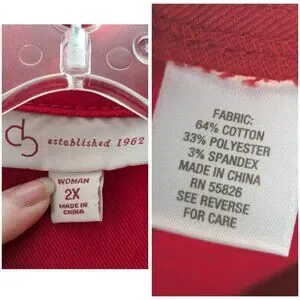 cb established 1962
WOMAN
2X
MADE IN
CHINA
FABRIC:
64% COTTON
33% POLYESTER
3% SPANDEX
MADE IN CHINA
RN 55826
SEE REVERSE
FOR CARE